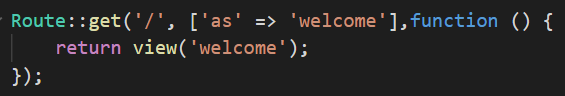 Route::get('/', ['as' => 'welcome'],function () {
    return view('welcome');
});